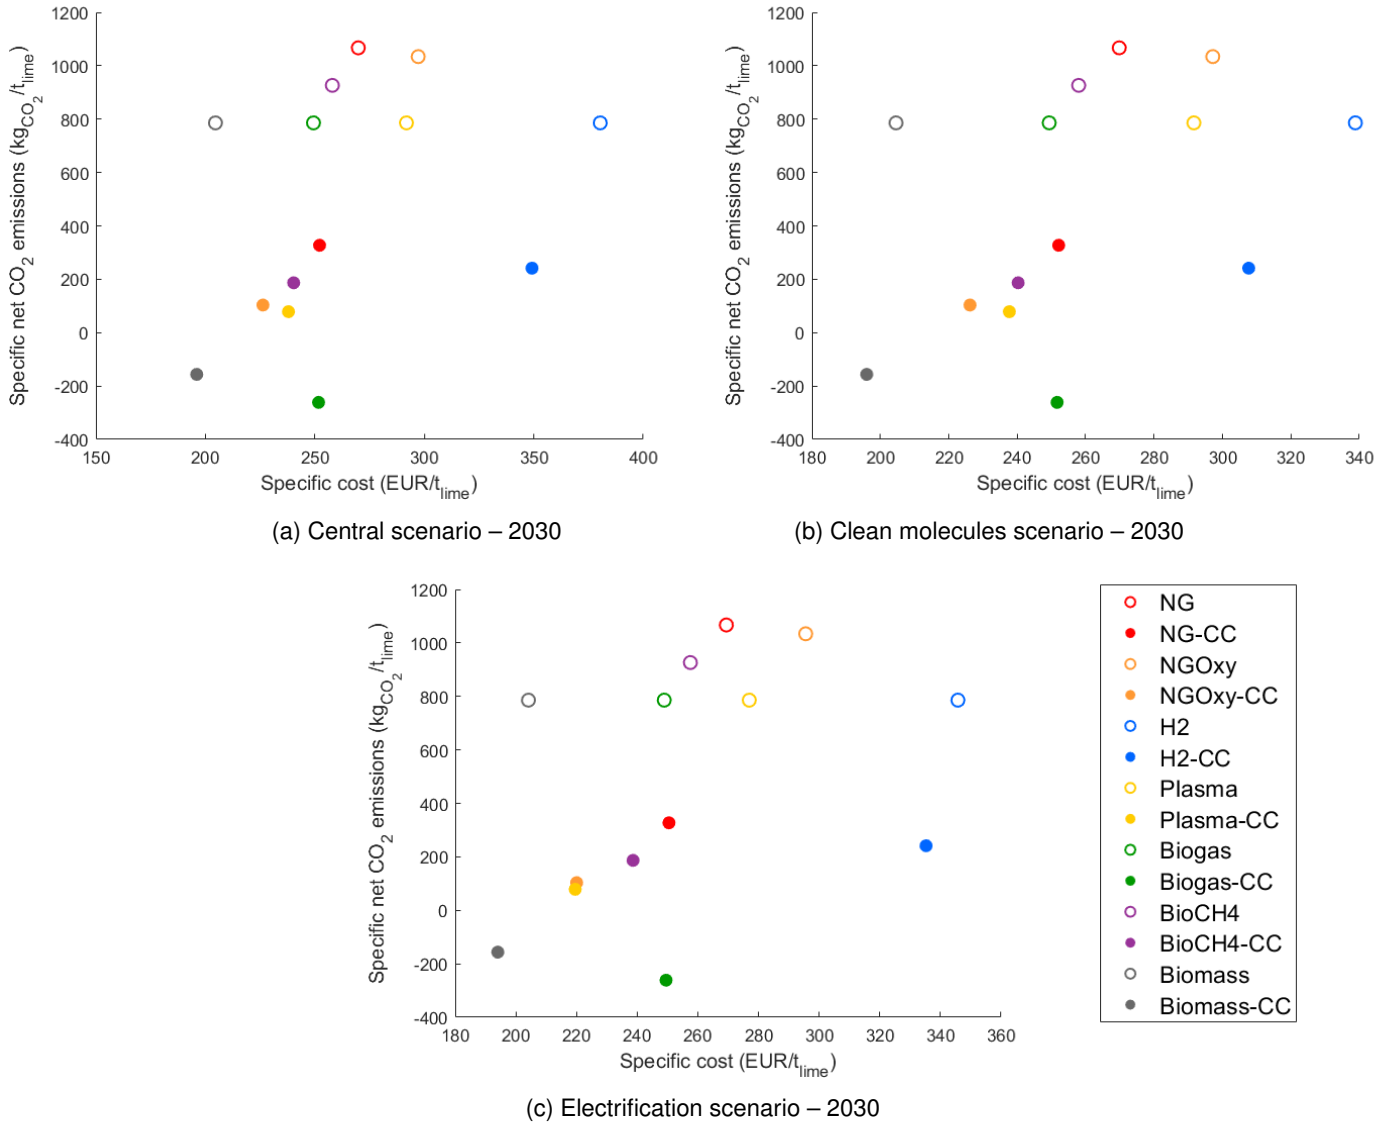 1200
1000
800
600
400
200
0
-200
-400
150 200 250 300 350 400
Specific net CO2 emissions (kgCO2/tlime)
Specific cost (EUR/tlime)
(a) Central scenario – 2030
1200
1000
800
600
400
200
0
-200
-400
180 200 220 240 260 280 300 320 340
Specific net CO2 emissions (kgCO2/tlime)
Specific cost (EUR/tlime)
(b) Clean molecules scenario – 2030
1200
1000
800
600
400
200
0
-200
-400
180 200 220 240 260 280 300 320 340 360
Specific net CO2 emissions (kgCO2/tlime)
Specific cost (EUR/tlime)
(c) Electrification scenario – 2030
NG
NG-CC
NGOxy
NGOxy-CC
H2
H2-CC
Plasma
Plasma-CC
Biogas
Biogas-CC
BioCH4
BioCH4-CC
Biomass
Biomass-CC